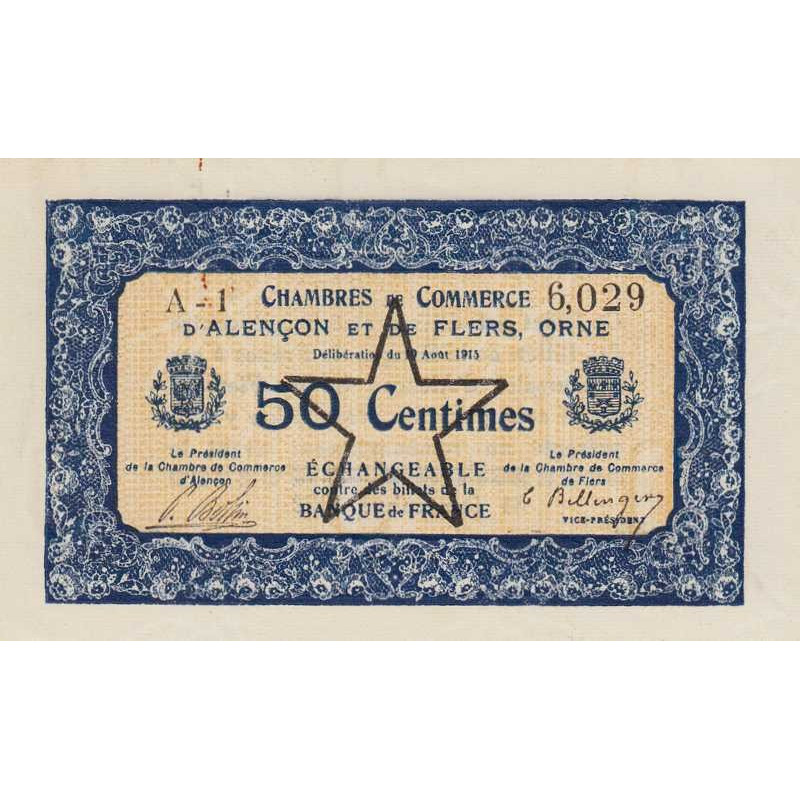 A - 1 CHAMBRES DE COMMERCE 6,029
D'ALENÇON ET DE FLERS, ORNE
Délibération du 10 Août 1915
50 Centimes
Le Président
de la Chambre de Commerce
d'Alençon
ÉCHANGEABLE
contre des billets de la
BANQUE de FRANCE
Le Président
de la Chambre de Commerce
de Flers
VICE-PRÉSIDENT